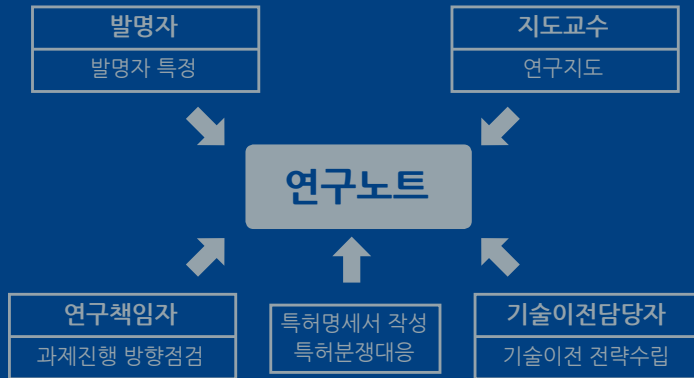 발명자
발명자 특정
지도교수
연구지도
연구노트
연구책임자
과제진행 방향점검
특허명세서 작성
특허분쟁대응
기술이전담당자
기술이전 전략수립